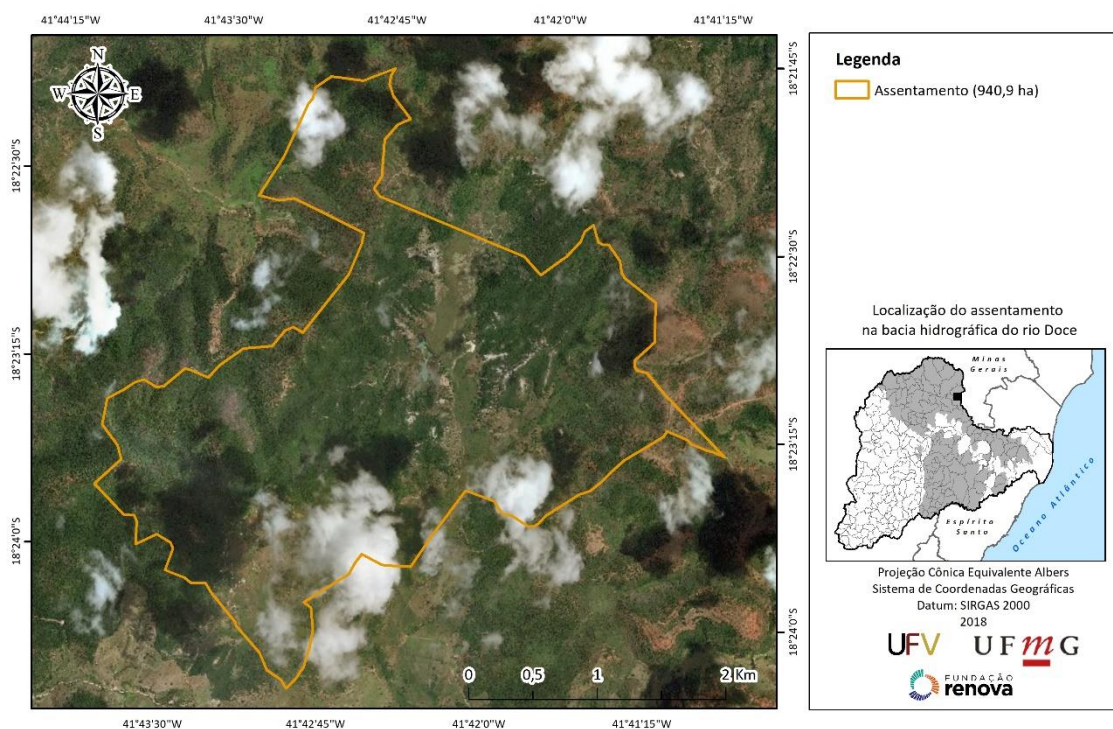 41°44'15"W 41°43'30"W 41°42'45"W 41°42'0"W 41°41'15"W
N
W E
S
18°22'30"S
18°23'15"S
18°24'0"S
18°21'45"S
18°22'30"S
18°23'15"S
18°24'0"S
0 0,5 1 2 Km
41°43'30"W 41°42'45"W 41°42'0"W 41°41'15"W
Legenda
Assentamento (940,9 ha)
Localização do assentamento
na bacia hidrográfica do rio Doce
Minas
Gerais
Espírito
Santo
Oceano Atlântico
Projeção Cônica Equivalente Albers
Sistema de Coordenadas Geográficas
Datum: SIRGAS 2000
2018
UFV UFmG
FUNDAÇÃO
renova